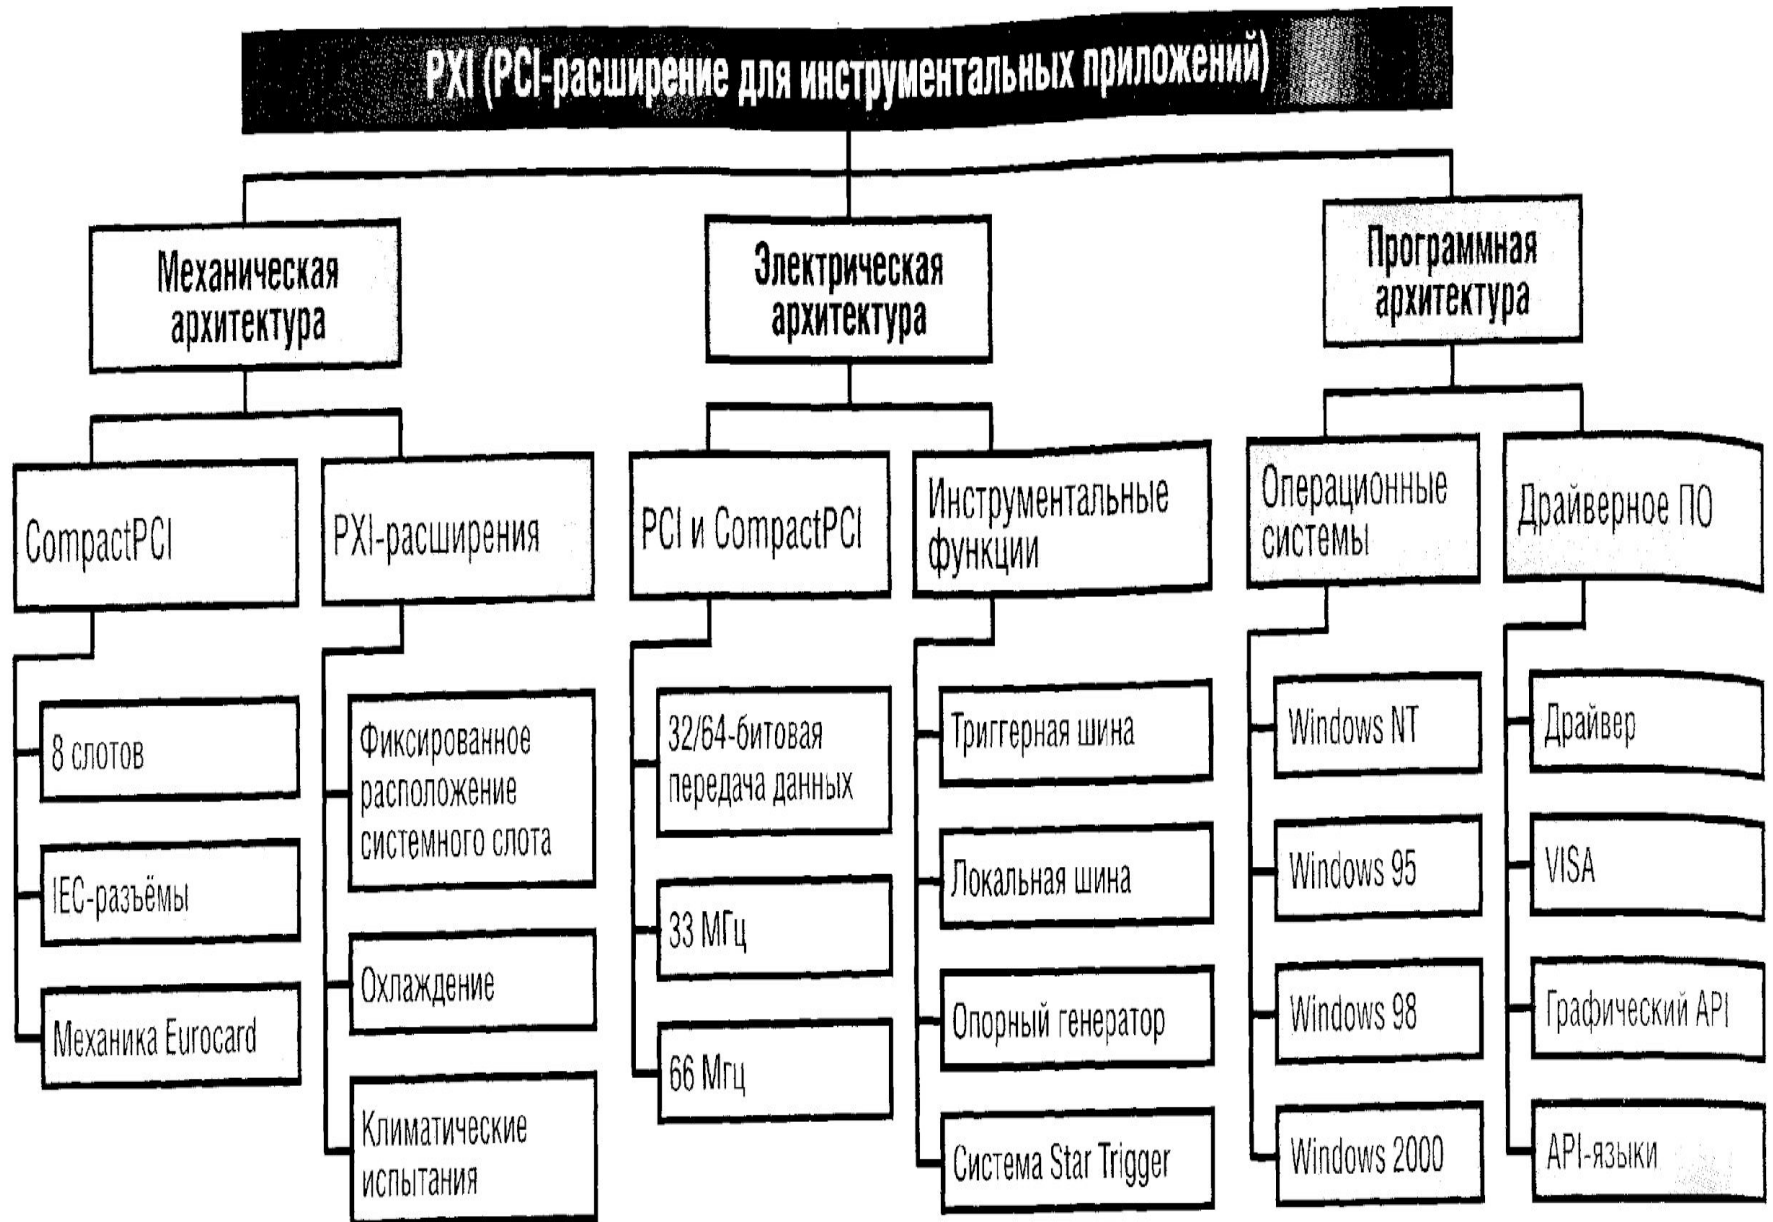 PXI (PCI-расширение для инструментальных приложений)
Механическая
архитектура
Электрическая
архитектура
Программная
архитектура
CompactPCI
PXI-расширения
PCI и CompactPCI
Инструментальные
функции
Операционные
системы
Драйверное ПО
8 слотов
IEC-разъёмы
Механика Eurocard
Фиксированное
расположение
системного слота
Охлаждение
Климатические
испытания
32/64-битовая
передача данных
33 МГц
66 Мгц
Триггерная шина
Локальная шина
Опорный генератор
Система Star Trigger
Windows NT
Windows 95
Windows 98
Windows 2000
Драйвер
VISA
Графический API
API-языки